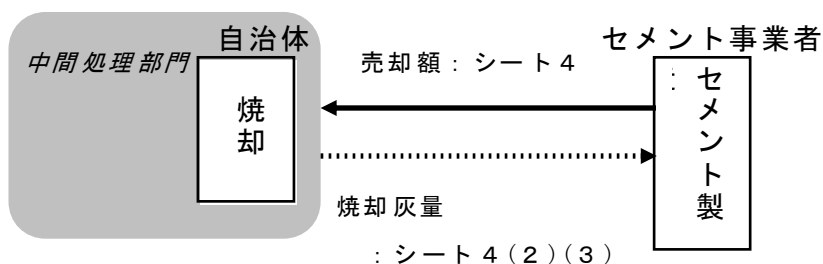 自治体
セメント事業者
中間処理部門
売却額：シート４
焼却
：セメント製
焼却灰量
：シート４(２)(３)